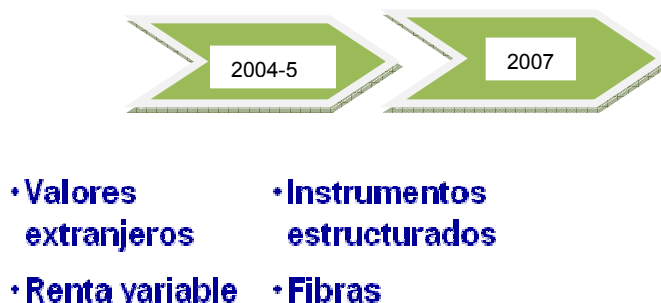 2004-5
2007
• Valores
extranjeros
• Renta variable
• Instrumentos
estructurados
• Fibras